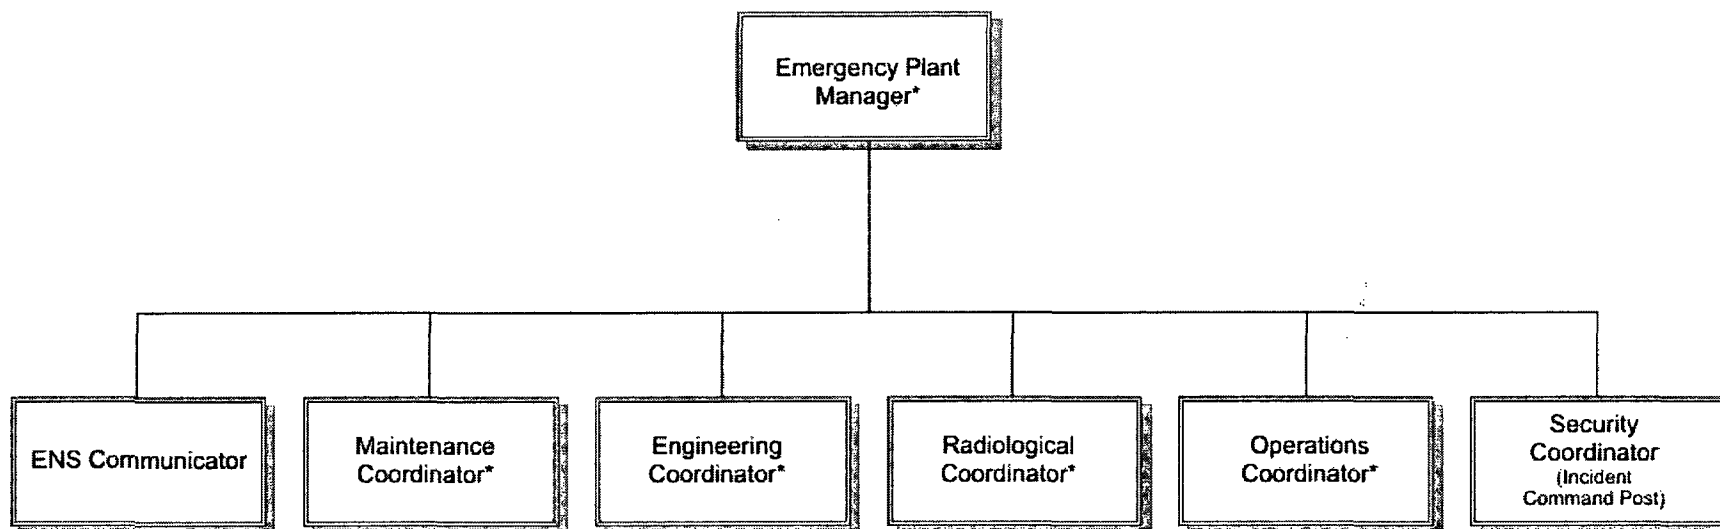 Emergency Plant
Manager*
ENS Communicator
Maintenance
Coordinator*
Engineering
Coordinator*
Radiological
Coordinator*
Operations
Coordinator*
Security
Coordinator
(Incident
Command Post)